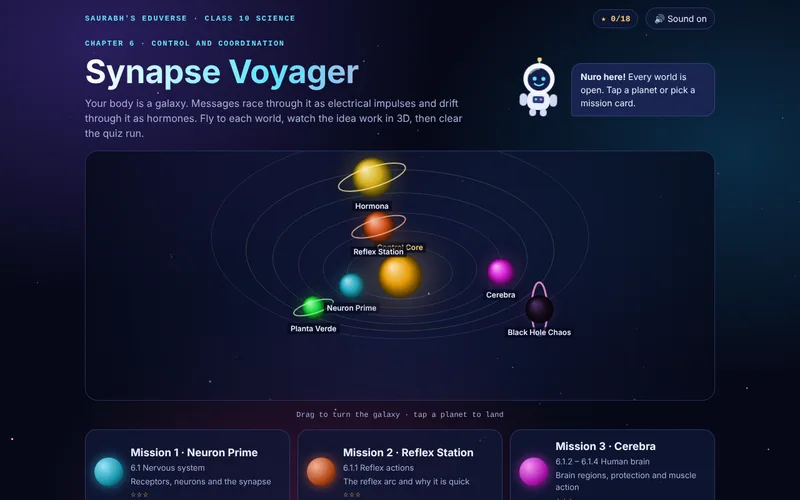 SAURABH'S EDUVERSE · CLASS 10 SCIENCE
★ 0/18
🔊 Sound on
CHAPTER 6 · CONTROL AND COORDINATION
Synapse Voyager
Your body is a galaxy. Messages race through it as electrical impulses and drift
through it as hormones. Fly to each world, watch the idea work in 3D, then clear
the quiz run.
Nuro here! Every world is
open. Tap a planet or pick a
mission card.
Hormona
Control Core
Reflex Station
Cerebra
Neuron Prime
Planta Verde
Black Hole Chaos
Drag to turn the galaxy · tap a planet to land
Mission 1 · Neuron Prime
6.1 Nervous system
Receptors, neurons and the synapse
☆☆☆
Mission 2 · Reflex Station
6.1.1 Reflex actions
The reflex arc and why it is quick
☆☆☆
Mission 3 · Cerebra
6.1.2 – 6.1.4 Human brain
Brain regions, protection and muscle
action